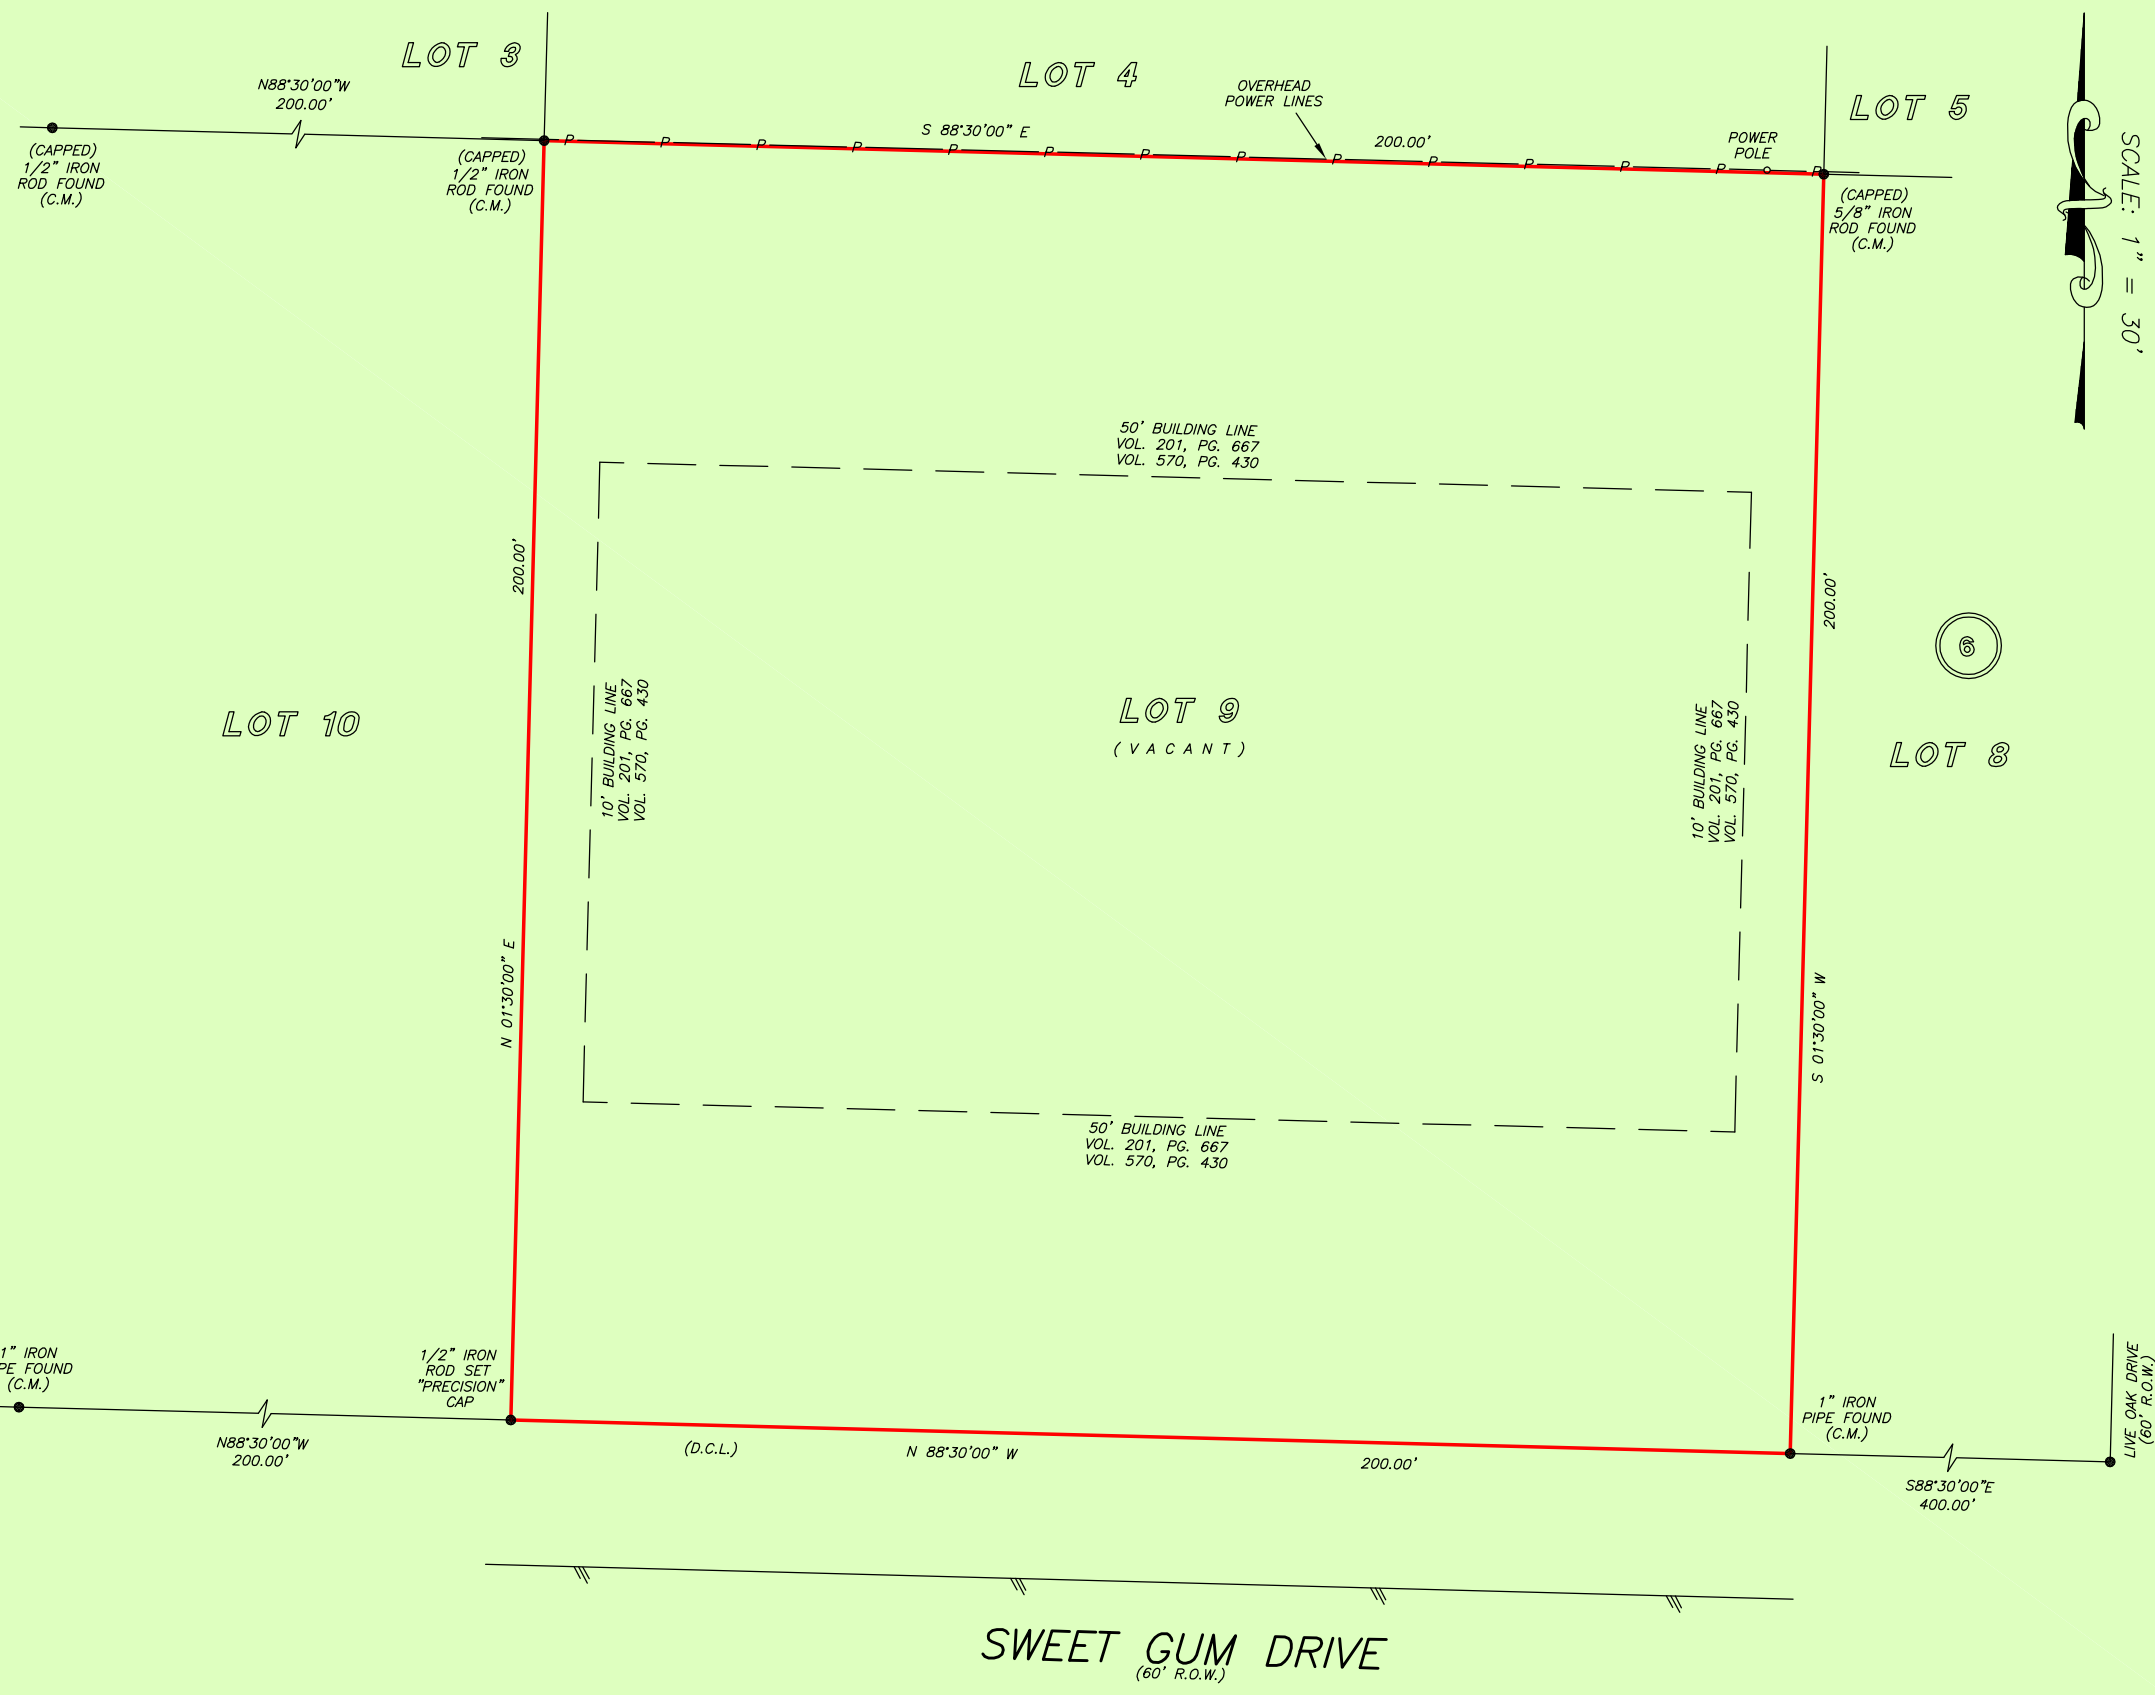 LOT 3
LOT 4
LOT 5
N88°30'00"W
200.00'
OVERHEAD
POWER LINES
S 88°30'00" E
200.00'
POWER
POLE
P P P P P P P P P P P P P P
(CAPPED)
1/2" IRON
ROD FOUND
(C.M.)
(CAPPED)
1/2" IRON
ROD FOUND
(C.M.)
(CAPPED)
5/8" IRON
ROD FOUND
(C.M.)
SCALE: 1" = 30'
50' BUILDING LINE
VOL. 201, PG. 667
VOL. 570, PG. 430
200.00'
N 01°30'00" E
10' BUILDING LINE
VOL. 201, PG. 667
VOL. 570, PG. 430
LOT 10
LOT 9
( V A C A N T )
10' BUILDING LINE
VOL. 201, PG. 667
VOL. 570, PG. 430
200.00'
S 01°30'00" W
6
LOT 8
50' BUILDING LINE
VOL. 201, PG. 667
VOL. 570, PG. 430
1" IRON
PE FOUND
(C.M.)
1/2" IRON
ROD SET
"PRECISION"
CAP
1" IRON
PIPE FOUND
(C.M.)
LIVE OAK DRIVE
(60' R.O.W.)
N88°30'00"W
200.00'
(D.C.L.)
N 88°30'00" W
200.00'
S88°30'00"E
400.00'
SWEET GUM DRIVE
(60' R.O.W.)